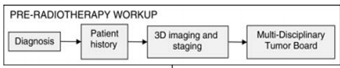 PRE-RADIOTHERAPY WORKUP
Diagnosis
Patient
history
3D imaging and
staging
Multi-Disciplinary
Tumor Board